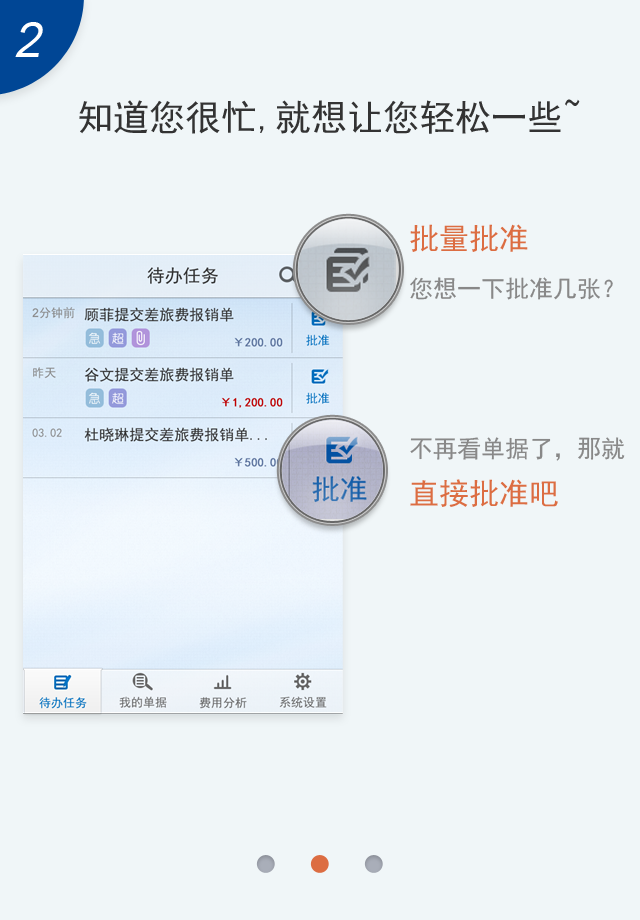 2
知道您很忙,就想让您轻松一些~
批量批准
您想一下批准几张?
待办任务
2分钟前 顾菲提交差旅费报销单
急 超 ¥200.00 批准
昨天 谷文提交差旅费报销单
急 超 ¥1,200.00 批准
03.02 杜晓琳提交差旅费报销单...
¥500.0
批准
不再看单据了，那就
直接批准吧
待办任务 我的单据 费用分析 系统设置